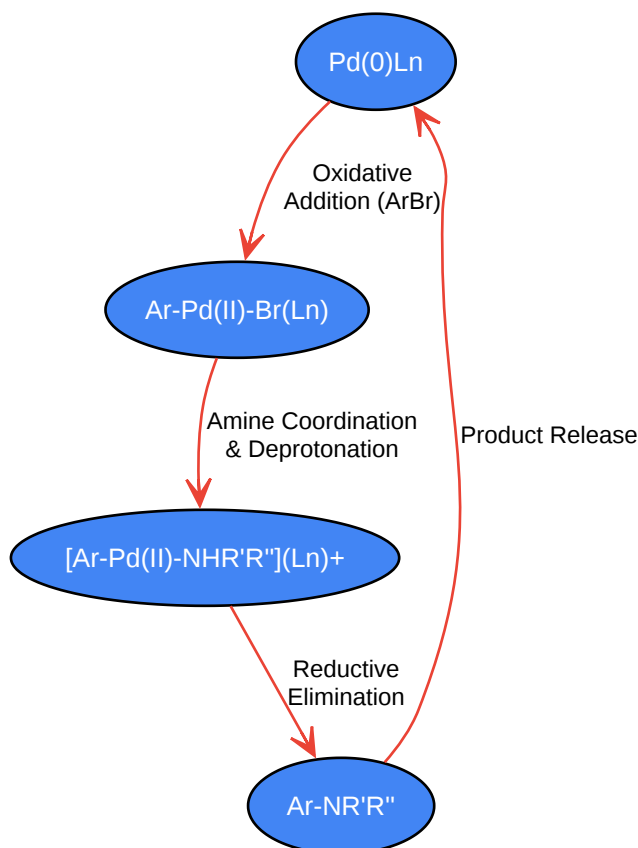 Pd(0)Ln
Oxidative
Addition (ArBr)
Ar-Pd(II)-Br(Ln)
Amine Coordination
& Deprotonation
Product Release
[Ar-Pd(II)-NHR'R"](Ln)+
Reductive
Elimination
Ar-NR'R"